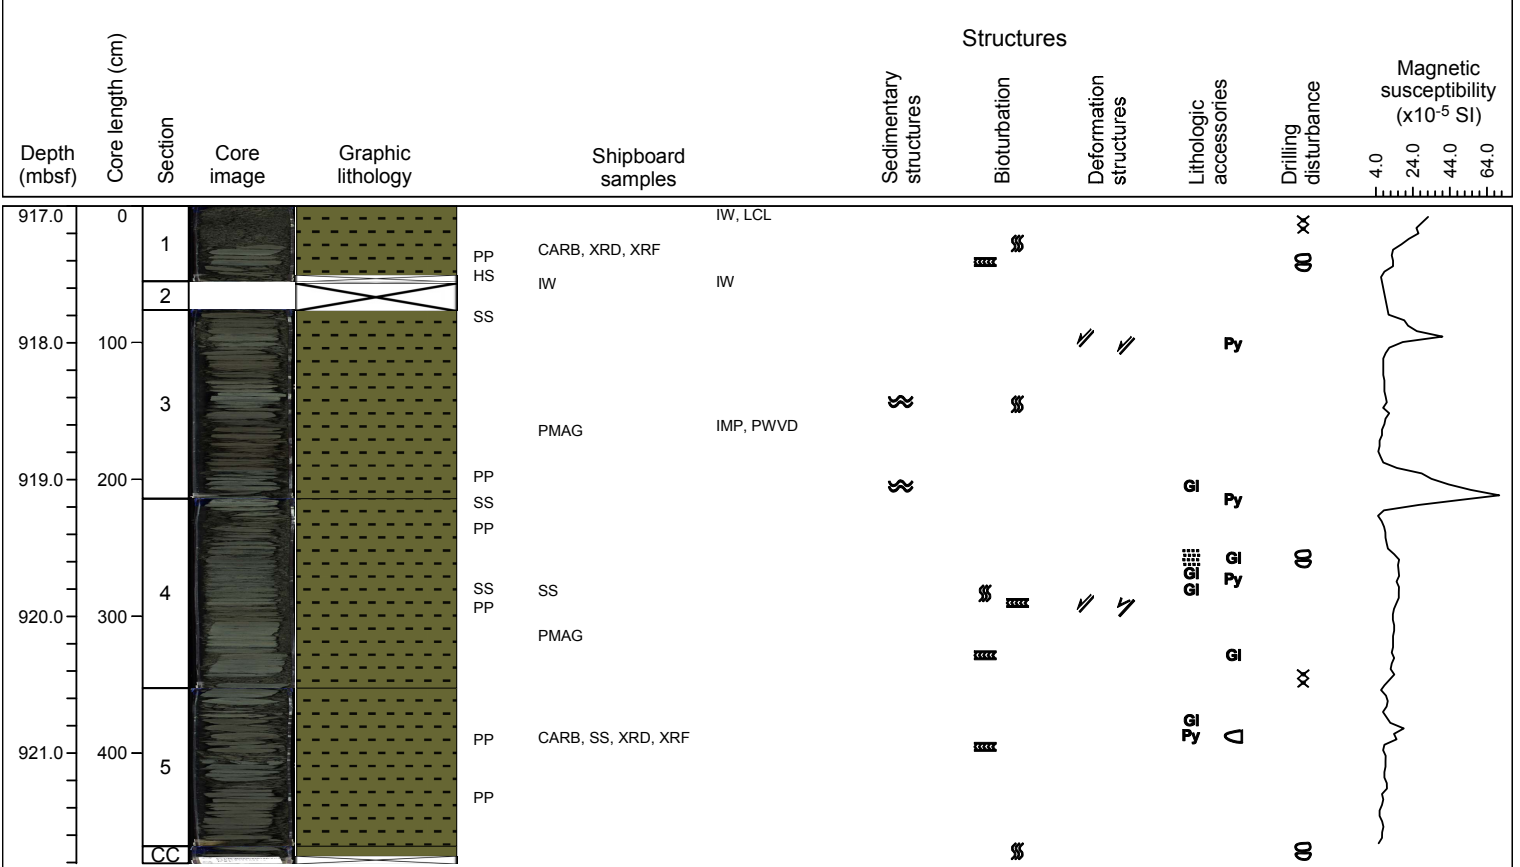 Structures
Depth
(mbsf)
Core length (cm)
Section
Core
image
Graphic
lithology
Shipboard
samples
Sedimentary
structures
Bioturbation
Deformation
structures
Lithologic
accessories
Drilling
disturbance
Magnetic
susceptibility
(x10-5 SI)
4.0
24.0
44.0
64.0
917.0 0 IW, LCL
1
CARB, XRD, XRF
PP
HS
IW IW
2
SS
918.0 100 Py
3
PMAG IMP, PWVD
919.0 200 PP
Gl
SS Py
PP
Gl
Gl Py
4 SS SS Gl
PP
920.0 300
PMAG
Gl
Gl
PP CARB, SS, XRD, XRF Py
921.0 400
5
PP
CC